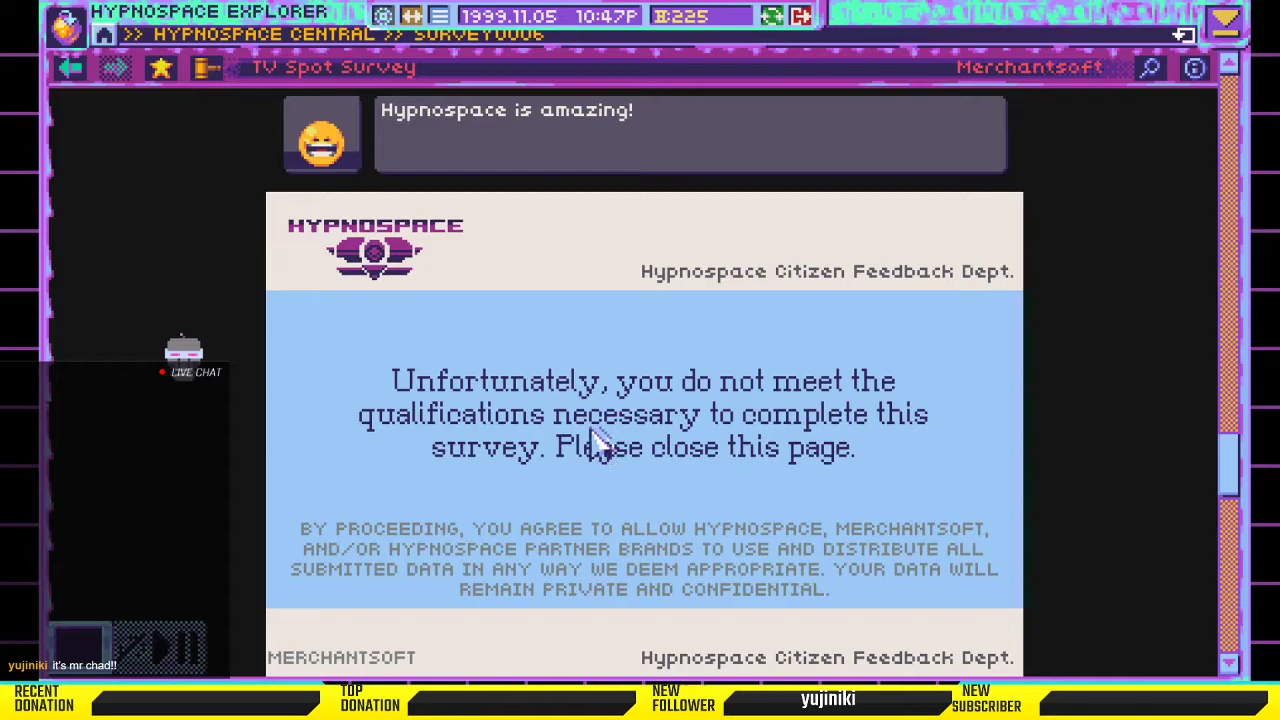 HYPNOSPACE EXPLORER
1999.11.05 10:47P
225
>> HYPNOSPACE CENTRAL >> SURVEY0006
TV Spot Survey
Merchantsoft
Hypnospace is amazing!
HYPNOSPACE
Hypnospace Citizen Feedback Dept.
Unfortunately, you do not meet the
qualifications necessary to complete this
survey. Please close this page.
LIVE CHAT
BY PROCEEDING, YOU AGREE TO ALLOW HYPNOSPACE, MERCHANTSOFT,
AND/OR HYPNOSPACE PARTNER BRANDS TO USE AND DISTRIBUTE ALL
SUBMITTED DATA IN ANY WAY WE DEEM APPROPRIATE. YOUR DATA WILL
REMAIN PRIVATE AND CONFIDENTIAL.
MERCHANTSOFT
Hypnospace Citizen Feedback Dept.
yujiniki it's mr chad!!
RECENT
DONATION
TOP
DONATION
NEW
FOLLOWER
yujiniki
NEW
SUBSCRIBER